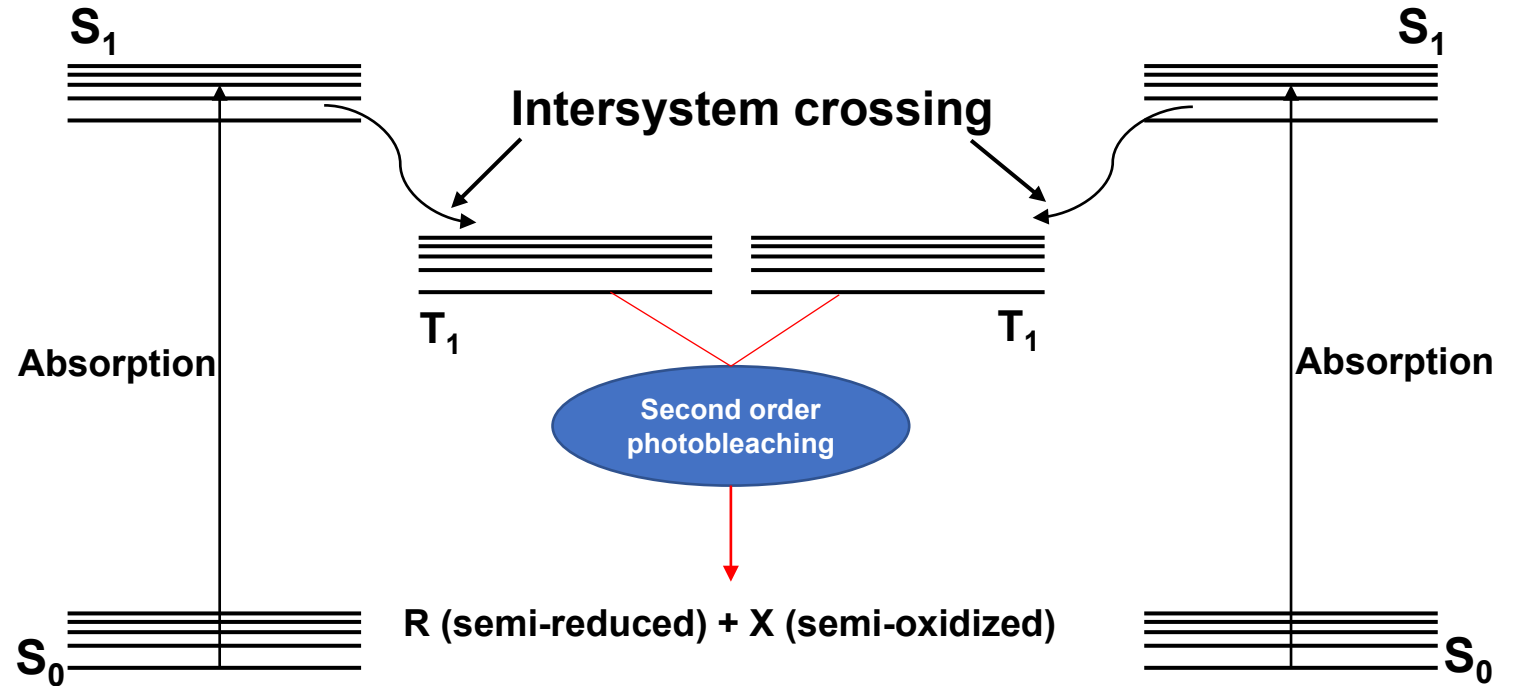 S₁
S₁
Intersystem crossing
T₁
T₁
Absorption
Absorption
Second order
photobleaching
R (semi-reduced) + X (semi-oxidized)
S₀
S₀